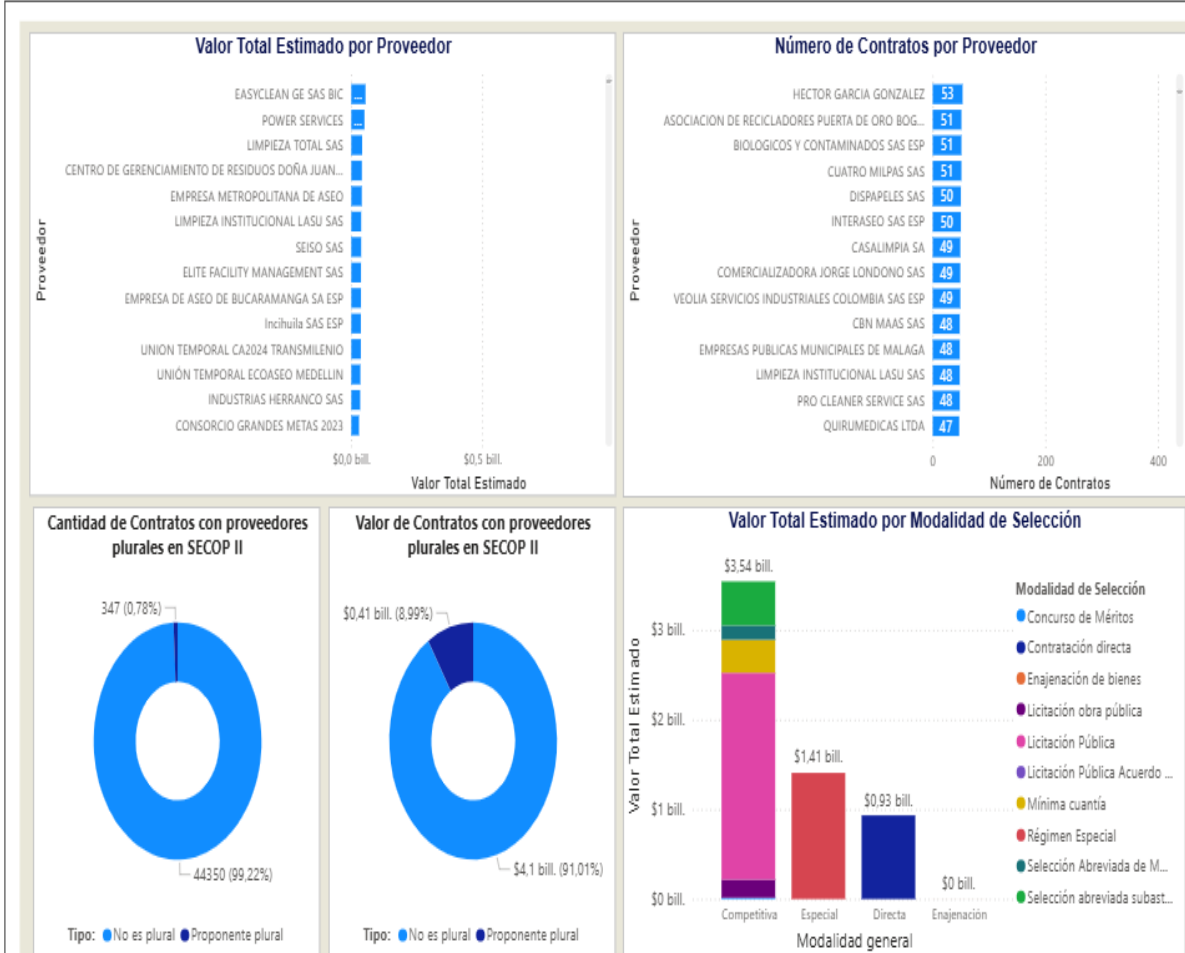 Valor Total Estimado por Proveedor
Proveedor
EASYCLEAN GE SAS BIC
...
POWER SERVICES
...
LIMPIEZA TOTAL SAS
CENTRO DE GERENCIAMIENTO DE RESIDUOS DOÑA JUAN...
EMPRESA METROPOLITANA DE ASEO
LIMPIEZA INSTITUCIONAL LASU SAS
SEISO SAS
ELITE FACILITY MANAGEMENT SAS
EMPRESA DE ASEO DE BUCARAMANGA SA ESP
Incihuila SAS ESP
UNION TEMPORAL CA2024 TRANSMILENIO
UNIÓN TEMPORAL ECOASEO MEDELLIN
INDUSTRIAS HERRANCO SAS
CONSORCIO GRANDES METAS 2023
$0,0 bill.
$0,5 bill.
Valor Total Estimado
Número de Contratos por Proveedor
Proveedor
HECTOR GARCIA GONZALEZ 53
ASOCIACION DE RECICLADORES PUERTA DE ORO BOG... 51
BIOLOGICOS Y CONTAMINADOS SAS ESP 51
CUATRO MILPAS SAS 51
DISPAPELES SAS 50
INTERASEO SAS ESP 50
CASALIMPIA SA 49
COMERCIALIZADORA JORGE LONDONO SAS 49
VEOLIA SERVICIOS INDUSTRIALES COLOMBIA SAS ESP 49
CBN MAAS SAS 48
EMPRESAS PUBLICAS MUNICIPALES DE MALAGA 48
LIMPIEZA INSTITUCIONAL LASU SAS 48
PRO CLEANER SERVICE SAS 48
QUIRUMEDICAS LTDA 47
0
200
400
Número de Contratos
Cantidad de Contratos con proveedores
plurales en SECOP II
347 (0,78%)
44350 (99,22%)
Tipo: No es plural Proponente plural
Valor de Contratos con proveedores
plurales en SECOP II
$0,41 bill. (8,99%)
$4,1 bill. (91,01%)
Tipo: No es plural Proponente plural
Valor Total Estimado por Modalidad de Selección
Valor Total Estimado
$3 bill.
$2 bill.
$1 bill.
$0 bill.
$3,54 bill.
$1,41 bill.
$0,93 bill.
$0 bill.
Competitiva
Especial
Directa
Enajenación
Modalidad general
Modalidad de Selección
Concurso de Méritos
Contratación directa
Enajenación de bienes
Licitación obra pública
Licitación Pública
Licitación Pública Acuerdo ...
Mínima cuantía
Régimen Especial
Selección Abreviada de M...
Selección abreviada subast...